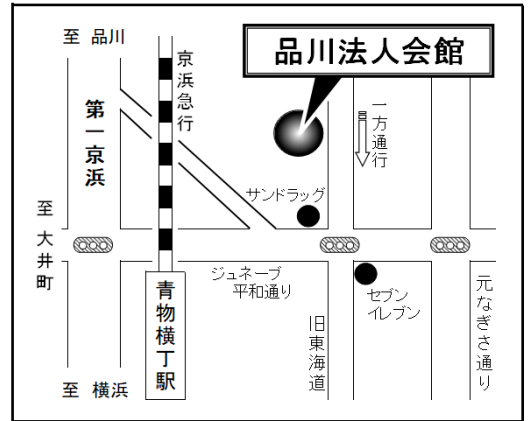 至 品川
京浜急行
品川法人会館
第一京浜
一方通行
サンドラッグ
至 大井町
ジュネーブ
平和通り
セブン
イレブン
青物横丁駅
旧東海道
元なぎさ通り
至 横浜